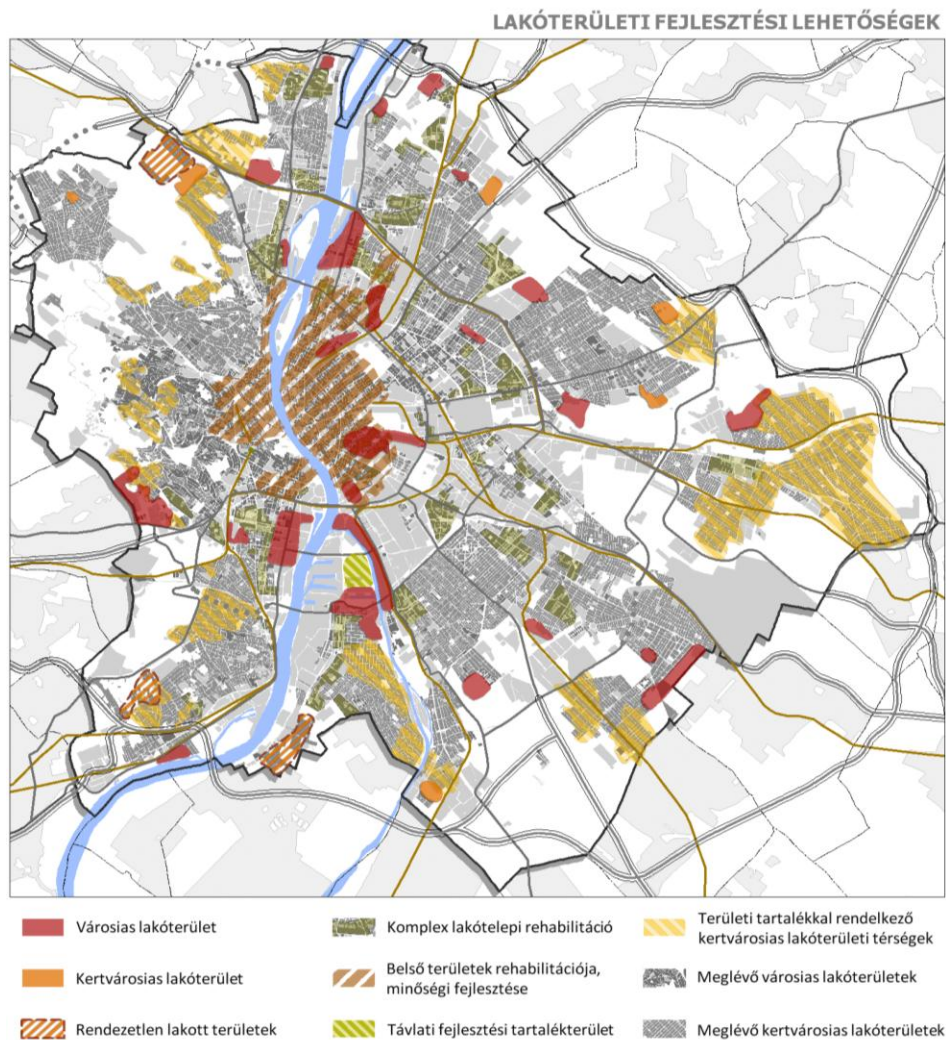 LAKÓTERÜLETI FEJLESZTÉSI LEHETŐSÉGEK
Városias lakóterület
Komplex lakótelepi rehabilitáció
Területi tartalékkal rendelkező
kertvárosias lakóterületi térségek
Kertvárosias lakóterület
Belső területek rehabilitációja,
minőségi fejlesztése
Meglévő városias lakóterületek
Rendezetlen lakott területek
Távlati fejlesztési tartalékterület
Meglévő kertvárosias lakóterületek